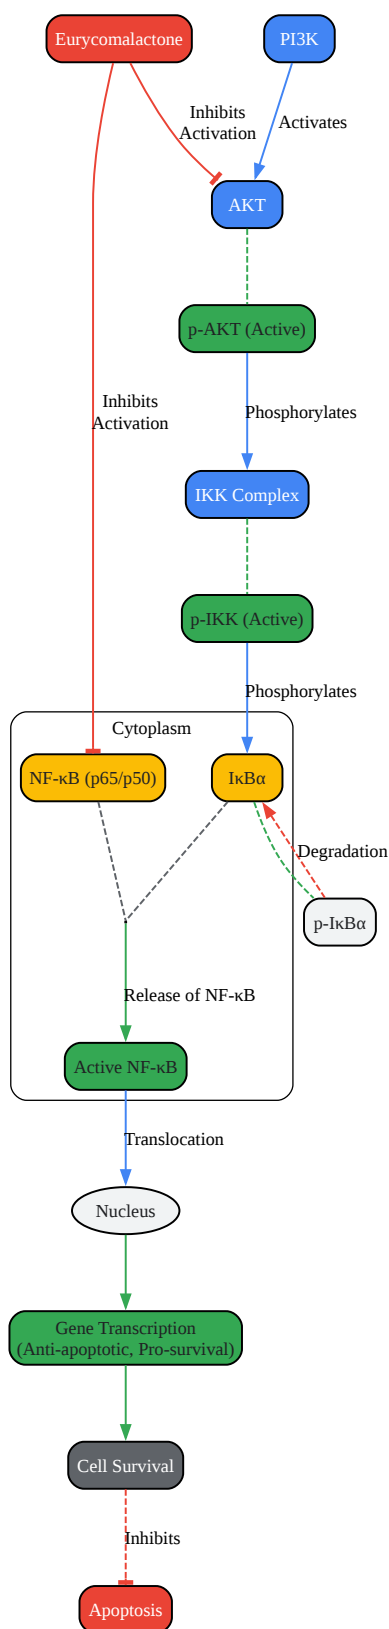 Eurycomalactone
PI3K
Inhibits
Activation
Activates
AKT
p-AKT (Active)
Inhibits
Activation
Phosphorylates
IKK Complex
p-IKK (Active)
Phosphorylates
Cytoplasm
NF-κB (p65/p50)
IκBα
Degradation
p-IκBα
Release of NF-κB
Active NF-κB
Translocation
Nucleus
Gene Transcription
(Anti-apoptotic, Pro-survival)
Cell Survival
Inhibits
Apoptosis